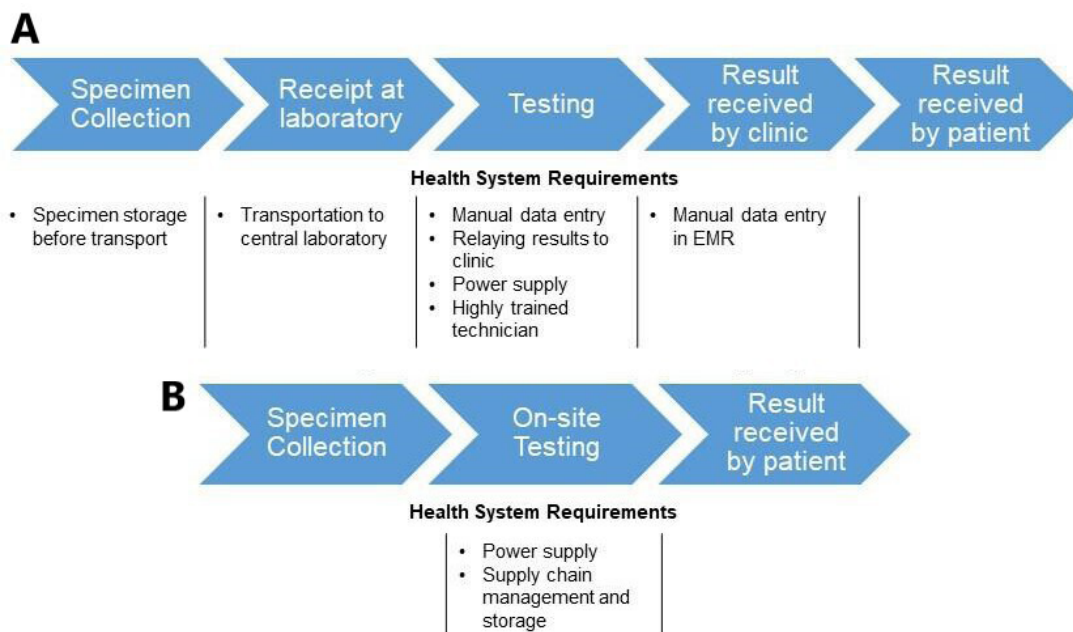 A
Specimen
Collection
Receipt at
laboratory
Testing
Result
received
by clinic
Result
received
by patient
Health System Requirements
• Specimen storage
before transport
• Transportation to
central laboratory
• Manual data entry
• Relaying results to
clinic
• Power supply
• Highly trained
technician
• Manual data entry
in EMR
B
Specimen
Collection
On-site
Testing
Result
received
by patient
Health System Requirements
• Power supply
• Supply chain
management and
storage